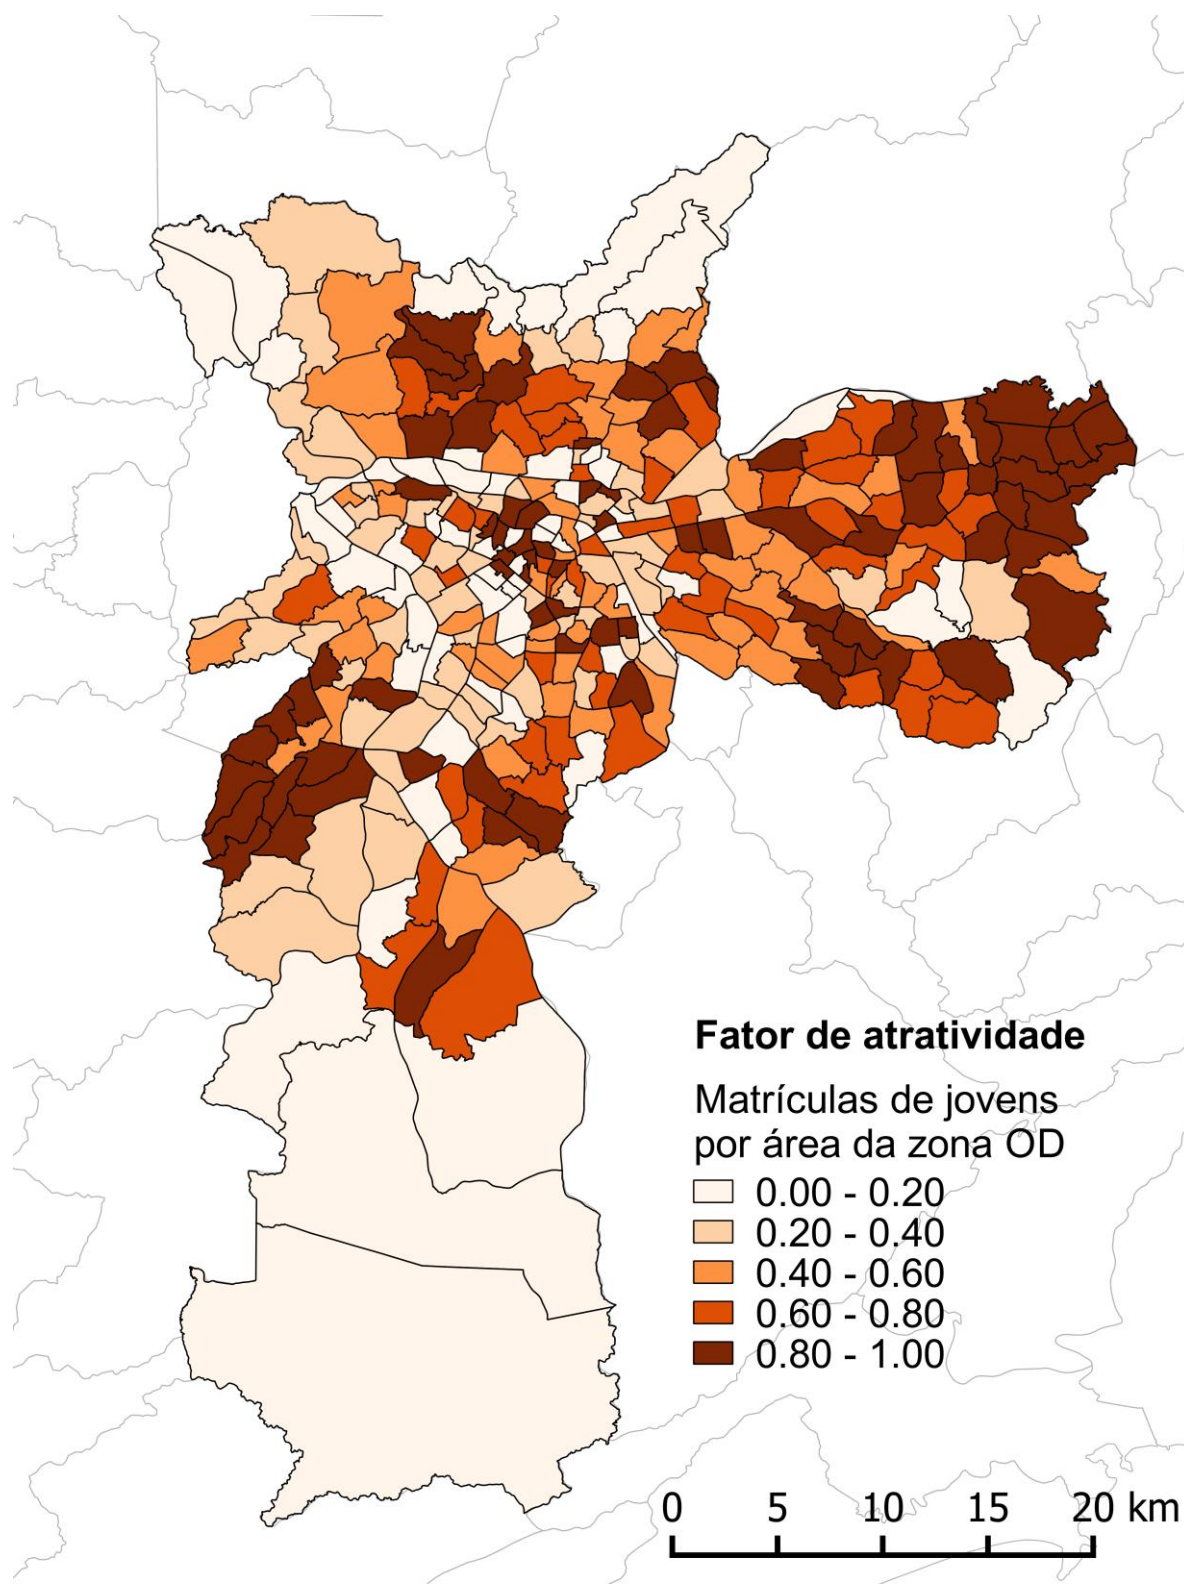 Fator de atratividade
Matrículas de jovens
por área da zona OD
0.00 - 0.20
0.20 - 0.40
0.40 - 0.60
0.60 - 0.80
0.80 - 1.00
0 5 10 15 20 km